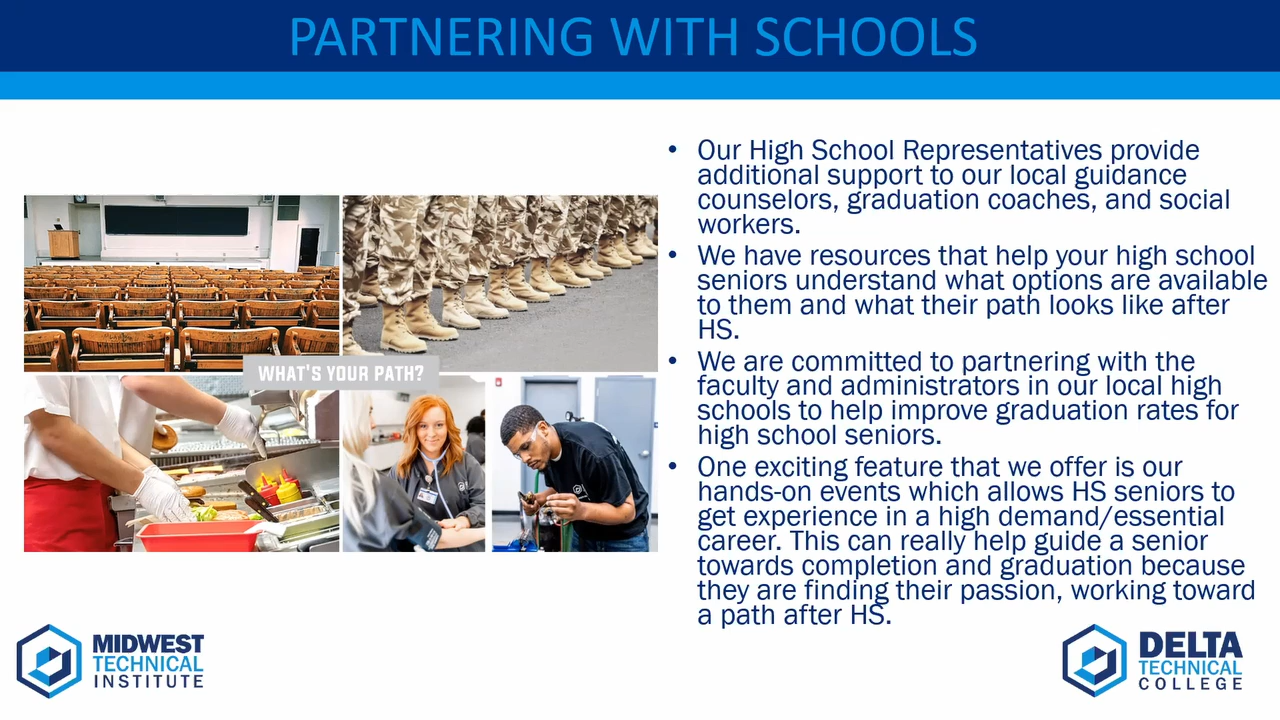 PARTNERING WITH SCHOOLS
WHAT'S YOUR PATH?
• Our High School Representatives provide
additional support to our local guidance
counselors, graduation coaches, and social
workers.
• We have resources that help your high school
seniors understand what options are available
to them and what their path looks like after
HS.
• We are committed to partnering with the
faculty and administrators in our local high
schools to help improve graduation rates for
high school seniors.
• One exciting feature that we offer is our
hands-on events which allows HS seniors to
get experience in a high demand/essential
career. This can really help guide a senior
towards completion and graduation because
they are finding their passion, working toward
a path after HS.
MIDWEST
TECHNICAL
INSTITUTE
DELTA
TECHNICAL
COLLEGE